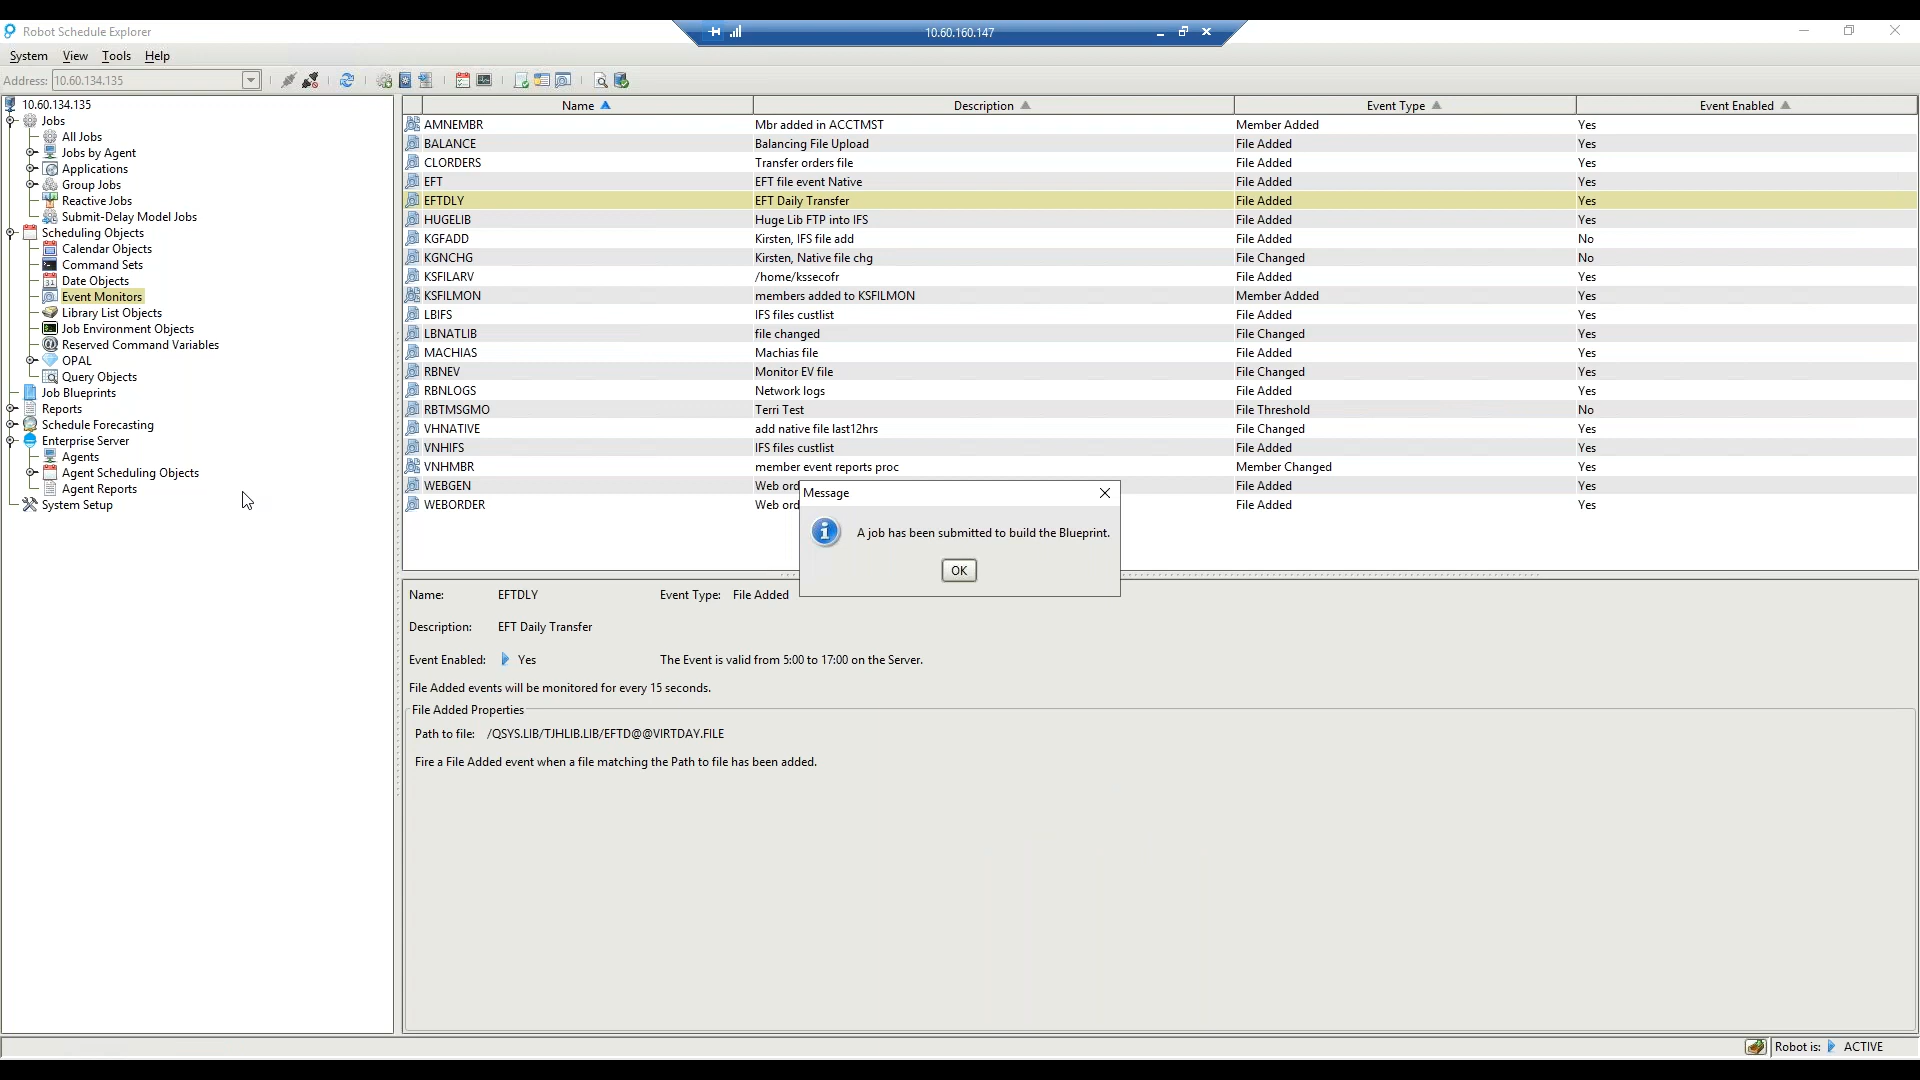 Robot Schedule Explorer
10.60.160.147
System View Tools Help
Address: 10.60.134.135
10.60.134.135
Jobs
All Jobs
Jobs by Agent
Applications
Group Jobs
Reactive Jobs
Submit-Delay Model Jobs
Scheduling Objects
Calendar Objects
Command Sets
Date Objects
Event Monitors
Library List Objects
Job Environment Objects
Reserved Command Variables
OPAL
Query Objects
Job Blueprints
Reports
Schedule Forecasting
Enterprise Server
Agents
Agent Scheduling Objects
Agent Reports
System Setup
Name Description Event Type Event Enabled
AMNEMBR Mbr added in ACCTMST Member Added Yes
BALANCE Balancing File Upload File Added Yes
CLORDERS Transfer orders file File Added Yes
EFT EFT file event Native File Added Yes
EFTDLY EFT Daily Transfer File Added Yes
HUGELIB Huge Lib FTP into IFS File Added Yes
KGFADD Kirsten, IFS file add File Added No
KGNCHG Kirsten, Native file chg File Changed No
KSFILARV /home/kssecofr File Added Yes
KSFILMON members added to KSFILMON Member Added Yes
LBIFS IFS files custlist File Added Yes
LBNATLIB file changed File Changed Yes
MACHIAS Machias file File Added Yes
RBNEV Monitor EV file File Changed Yes
RBNLOGS Network logs File Added Yes
RBTMSGMO Terri Test File Threshold No
VHNATIVE add native file last12hrs File Changed Yes
VNHIFS IFS files custlist File Added Yes
VNHMBR member event reports proc Member Changed Yes
WEBGEN Web ord File Added Yes
WEBORDER Web ord File Added Yes
Message
A job has been submitted to build the Blueprint.
OK
Name: EFTDLY Event Type: File Added
Description: EFT Daily Transfer
Event Enabled: Yes The Event is valid from 5:00 to 17:00 on the Server.
File Added events will be monitored for every 15 seconds.
File Added Properties
Path to file: /QSYS.LIB/TJHLIB.LIB/EFTD@@VIRTDAY.FILE
Fire a File Added event when a file matching the Path to file has been added.
Robot is: ACTIVE